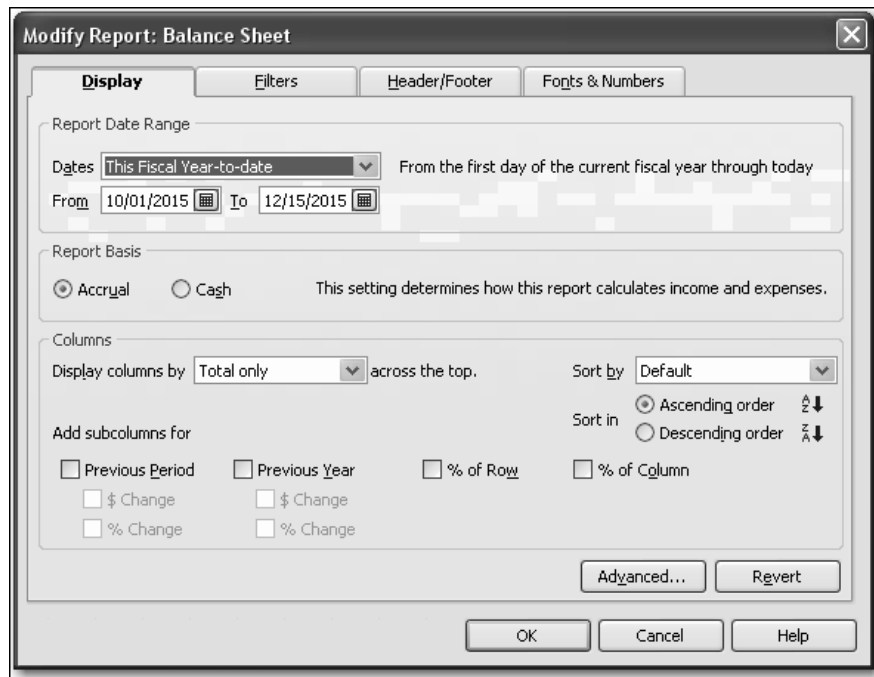 Modify Report: Balance Sheet
Display Filters Header/Footer Fonts & Numbers
Report Date Range
Dates This Fiscal Year-to-date From the first day of the current fiscal year through today
From 10/01/2015 To 12/15/2015
Report Basis
Accrual Cash This setting determines how this report calculates income and expenses.
Columns
Display columns by Total only across the top. Sort by Default
Sort in Ascending order A Z
Descending order Z A
Add subcolumns for
Previous Period Previous Year % of Row % of Column
$ Change $ Change
% Change % Change
Advanced... Revert
OK Cancel Help